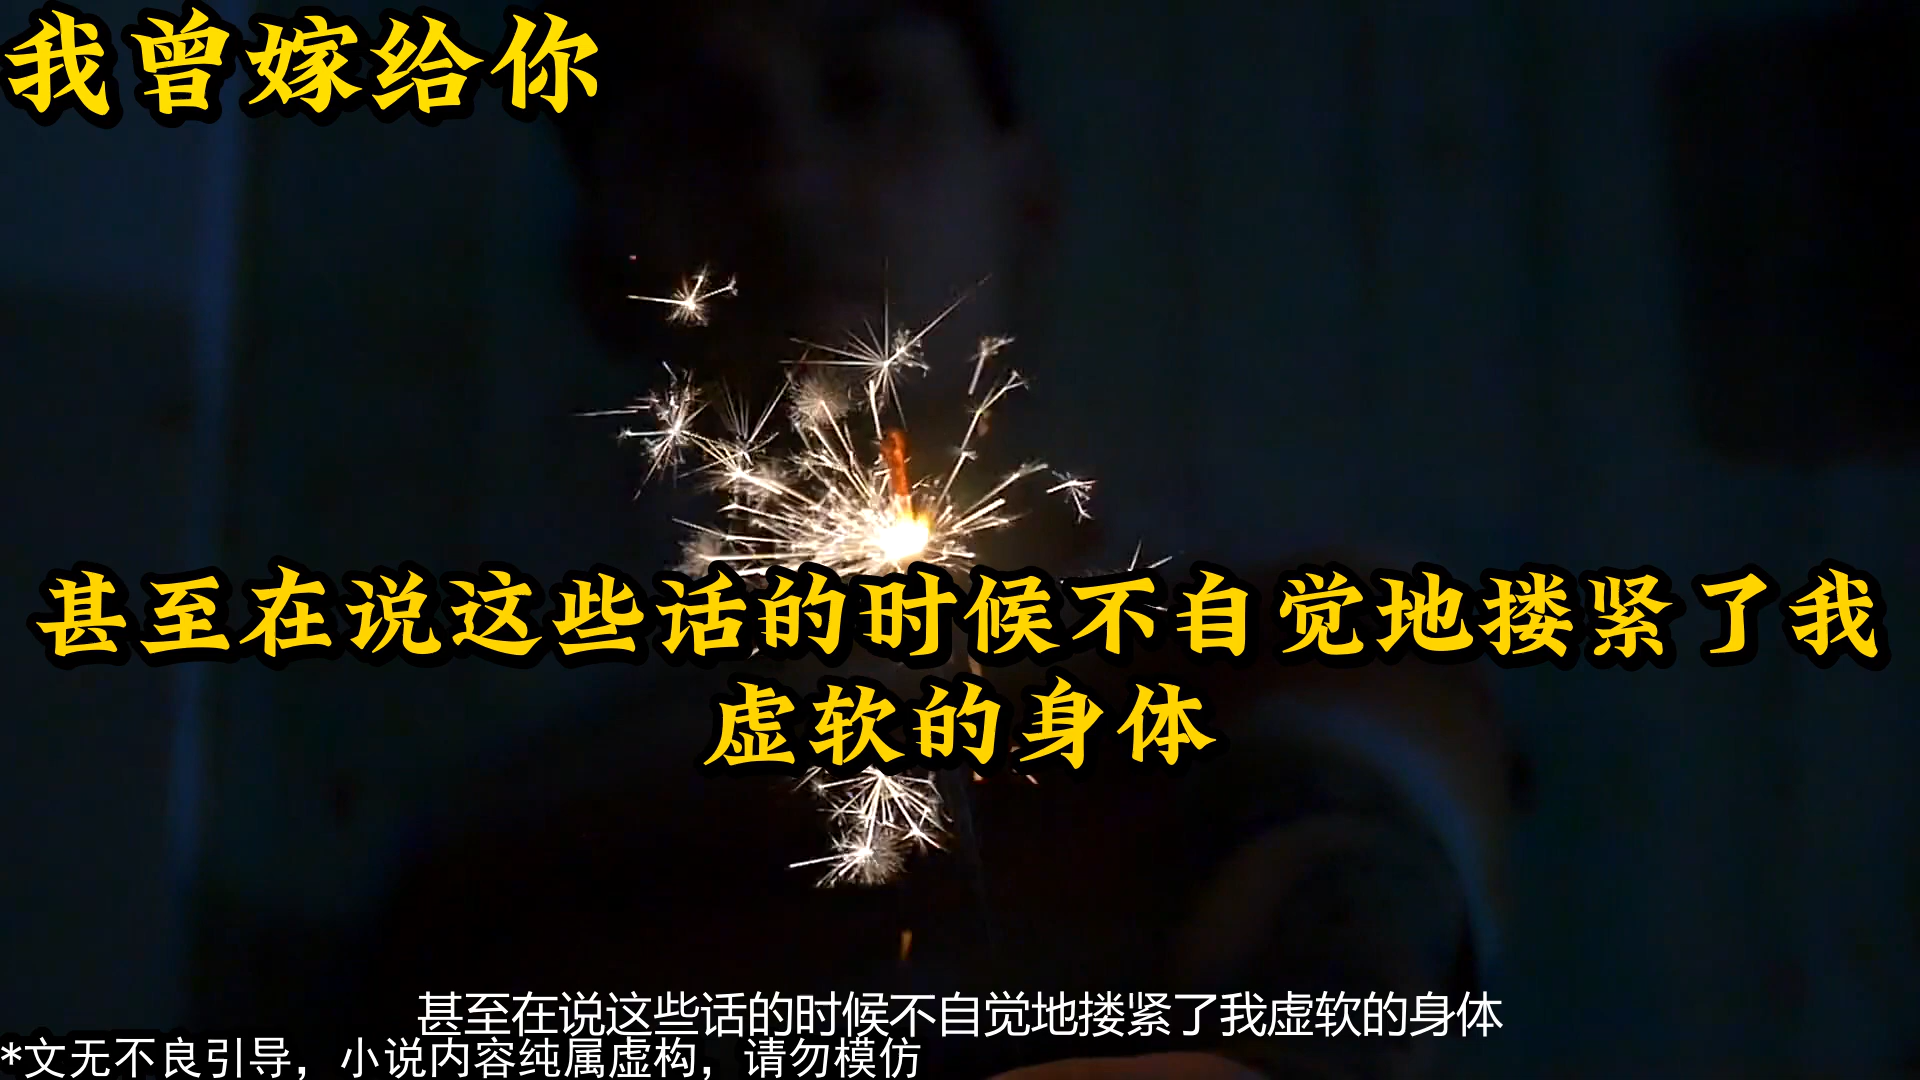 我曾嫁给你
甚至在说这些话的时候不自觉地搂紧了我
虚软的身体
甚至在说这些话的时候不自觉地搂紧了我虚软的身体
*文无不良引导，小说内容纯属虚构，请勿模仿